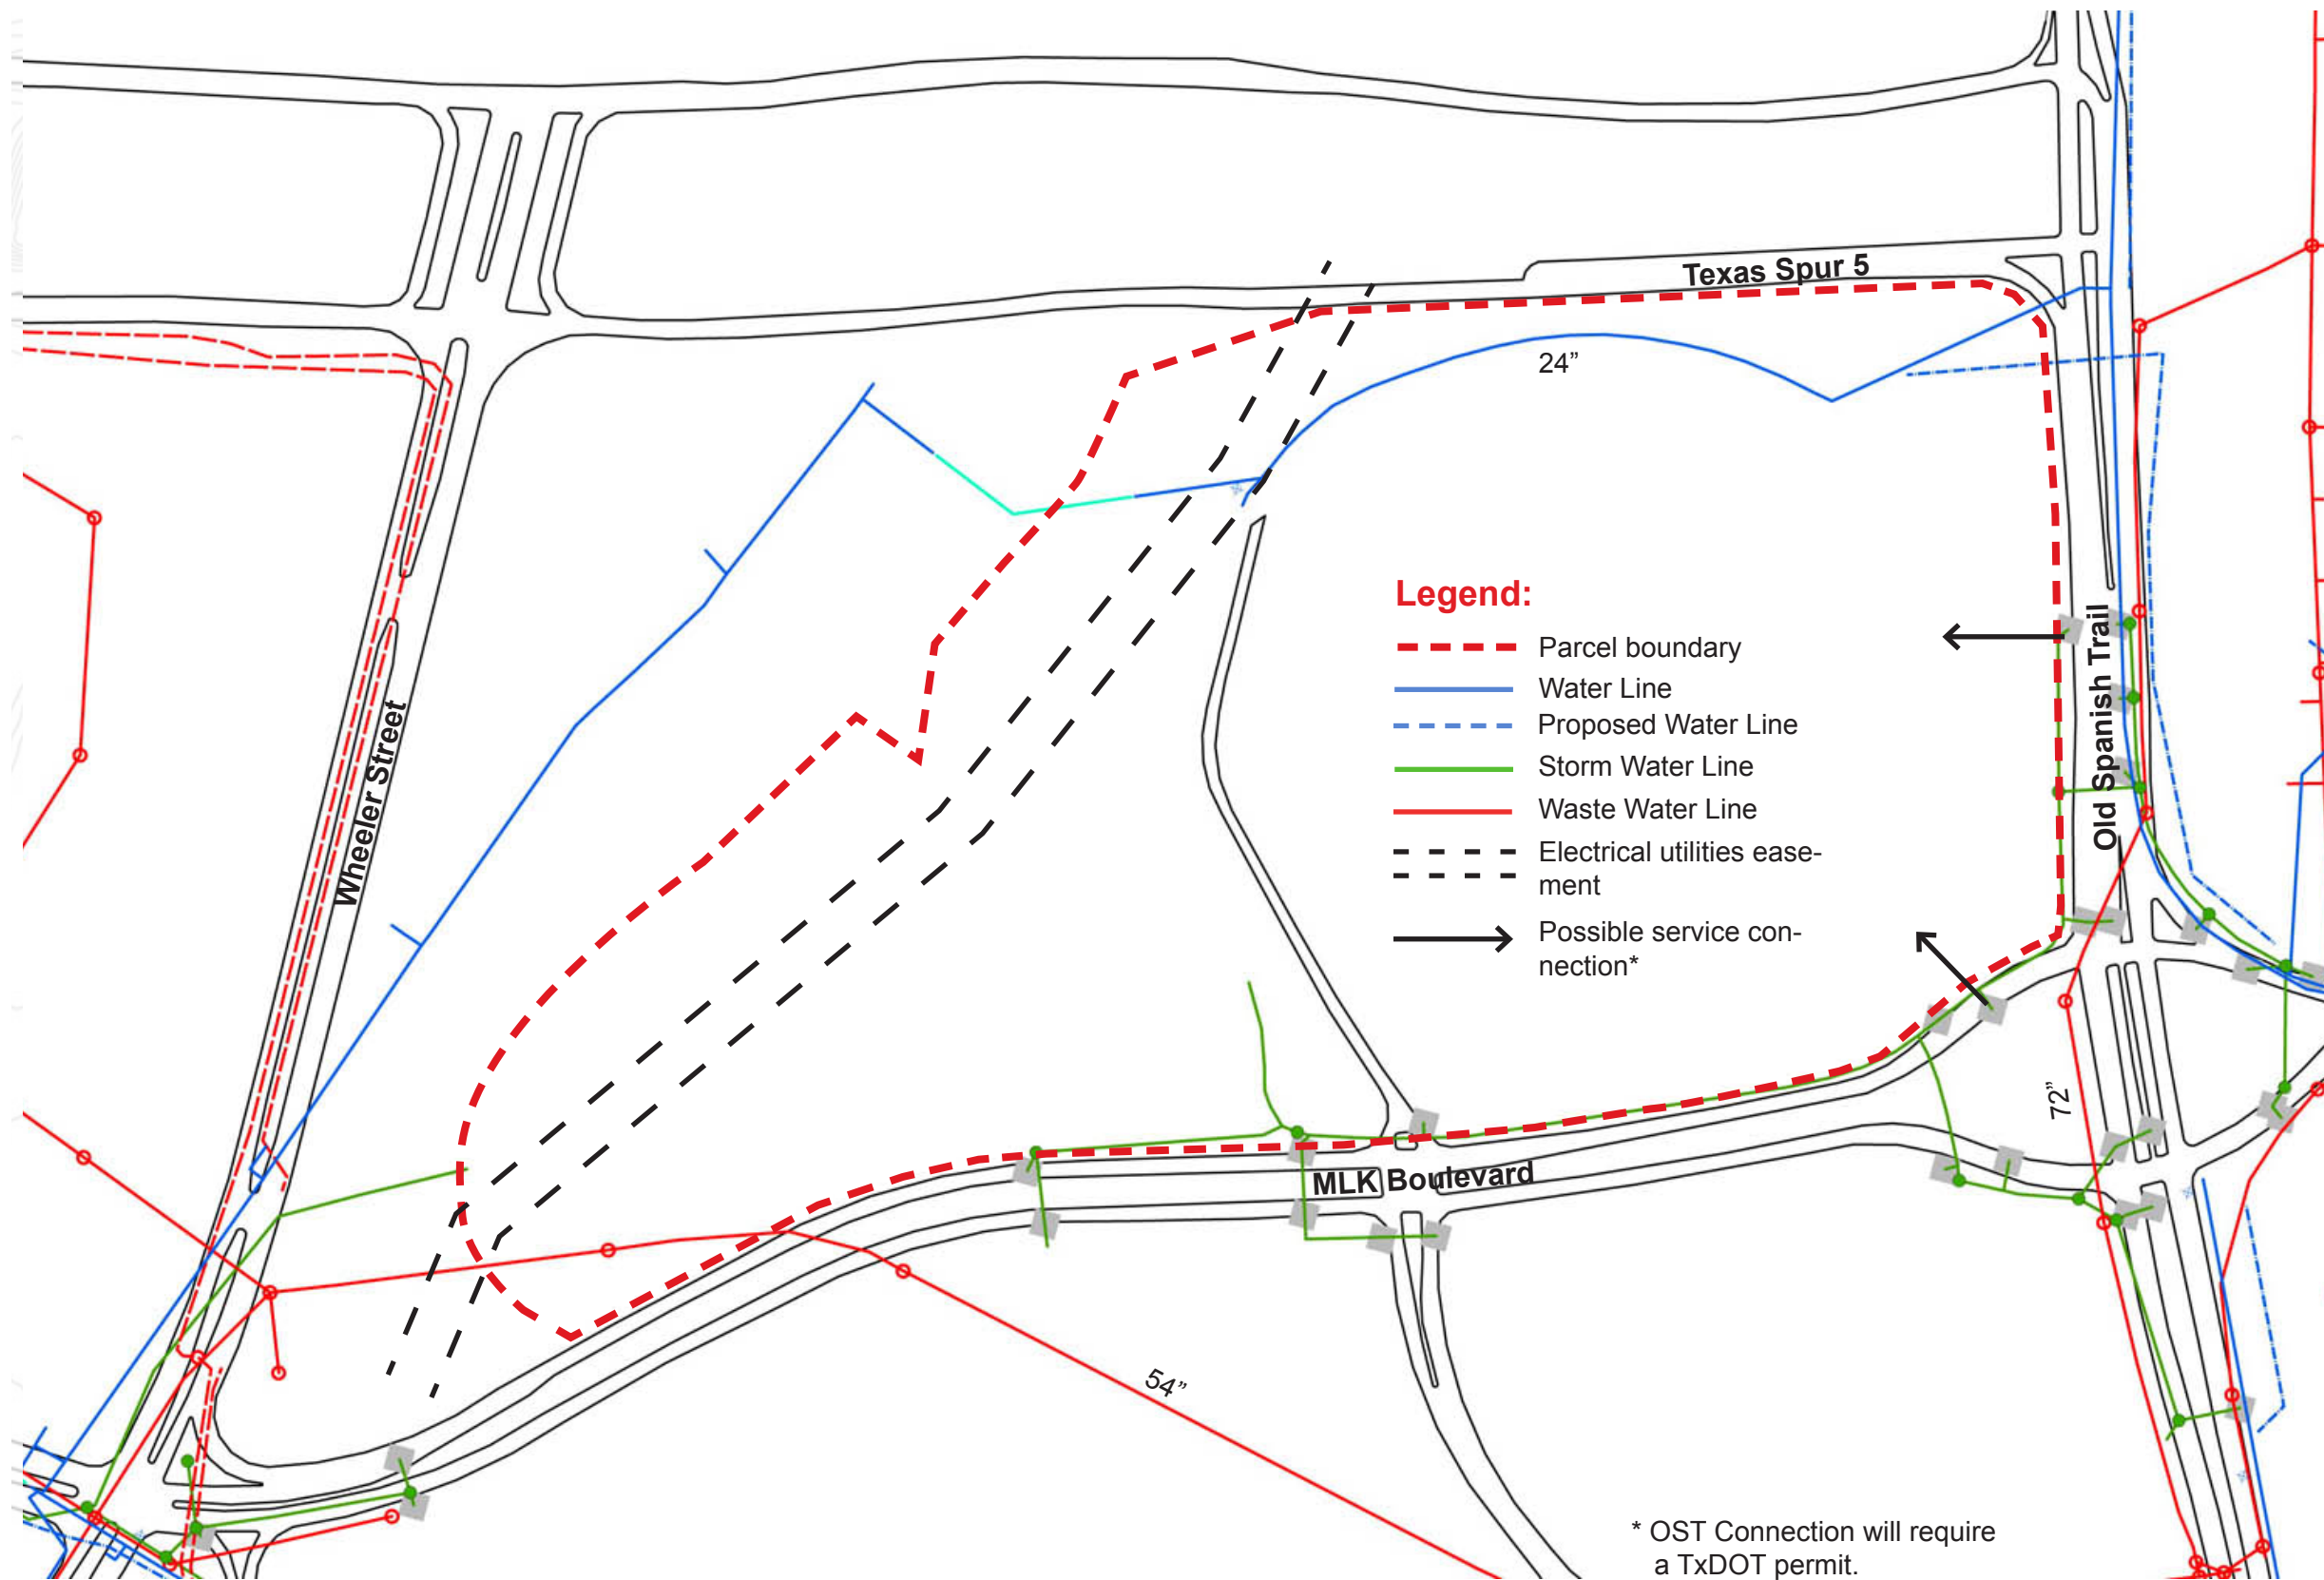 Texas Spur 5
24”
Wheeler Street
Legend:
Parcel boundary
Water Line
Proposed Water Line
Storm Water Line
Waste Water Line
Electrical utilities ease-
ment
Possible service con-
nection*
Old Spanish Trail
72”
MLK Boulevard
54”
* OST Connection will require
a TxDOT permit.